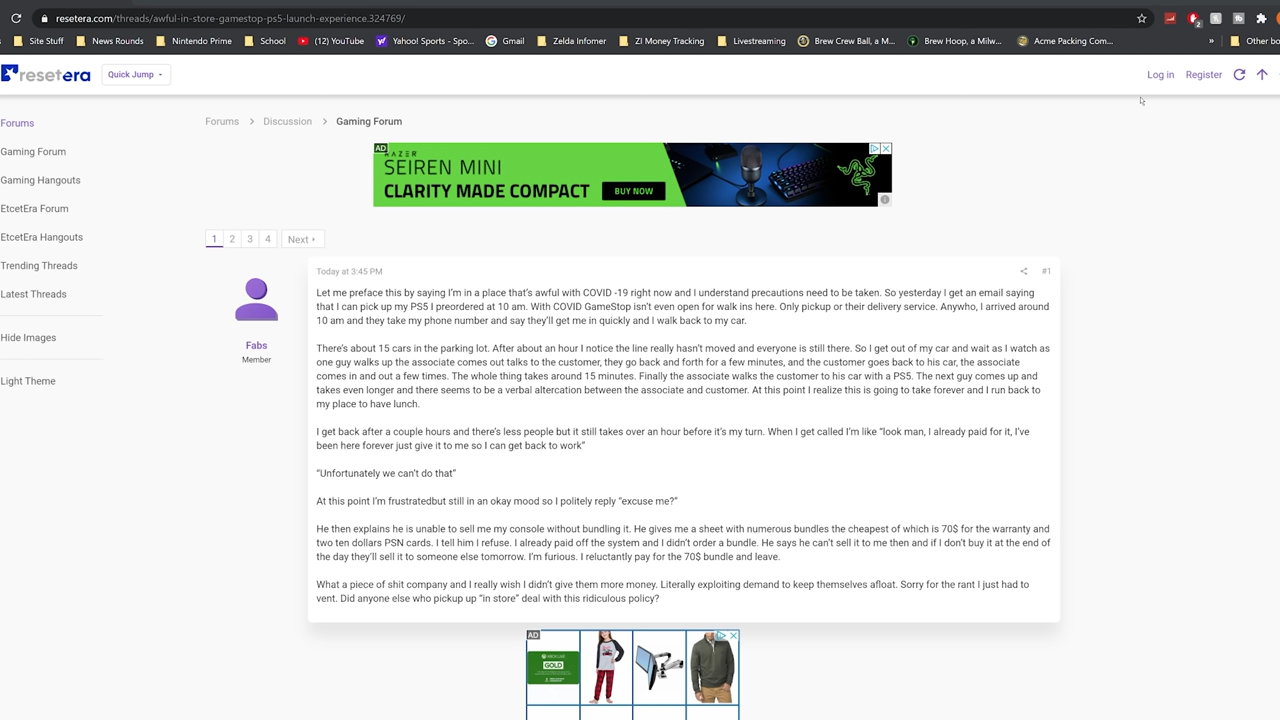 resetera.com/threads/awful-in-store-gamestop-ps5-launch-experience.324769/
2
Site Stuff News Rounds Nintendo Prime School (12) YouTube Yahoo! Sports - Spo... Gmail Zelda Infomer ZI Money Tracking Livestreaming Brew Crew Ball, a M... Brew Hoop, a Milw... Acme Packing Com... » Other bo
resetera Quick Jump Log in Register
Forums
Gaming Forum
Gaming Hangouts
EtcetEra Forum
EtcetEra Hangouts
Trending Threads
Latest Threads
Hide Images
Light Theme
Forums > Discussion > Gaming Forum
AD
RAZER
SEIREN MINI
CLARITY MADE COMPACT BUY NOW
1 2 3 4 Next
Fabs
Member
Today at 3:45 PM #1
Let me preface this by saying I'm in a place that's awful with COVID -19 right now and I understand precautions need to be taken. So yesterday I get an email saying
that I can pick up my PS5 I preordered at 10 am. With COVID GameStop isn't even open for walk ins here. Only pickup or their delivery service. Anywho, I arrived around
10 am and they take my phone number and say they'll get me in quickly and I walk back to my car.
There's about 15 cars in the parking lot. After about an hour I notice the line really hasn't moved and everyone is still there. So I get out of my car and wait as I watch as
one guy walks up the associate comes out talks to the customer, they go back and forth for a few minutes, and the customer goes back to his car, the associate
comes in and out a few times. The whole thing takes around 15 minutes. Finally the associate walks the customer to his car with a PS5. The next guy comes up and
takes even longer and there seems to be a verbal altercation between the associate and customer. At this point I realize this is going to take forever and I run back to
my place to have lunch.
I get back after a couple hours and there's less people but it still takes over an hour before it's my turn. When I get called I'm like “look man, I already paid for it, I've
been here forever just give it to me so I can get back to work”
“Unfortunately we can't do that”
At this point I'm frustratedbut still in an okay mood so I politely reply “excuse me?”
He then explains he is unable to sell me my console without bundling it. He gives me a sheet with numerous bundles the cheapest of which is 70$ for the warranty and
two ten dollars PSN cards. I tell him I refuse. I already paid off the system and I didn't order a bundle. He says he can't sell it to me then and if I don't buy it at the end of
the day they'll sell it to someone else tomorrow. I'm furious. I reluctantly pay for the 70$ bundle and leave.
What a piece of shit company and I really wish I didn't give them more money. Literally exploiting demand to keep themselves afloat. Sorry for the rant I just had to
vent. Did anyone else who pickup up “in store” deal with this ridiculous policy?
AD
XBOX LIVE
GOLD